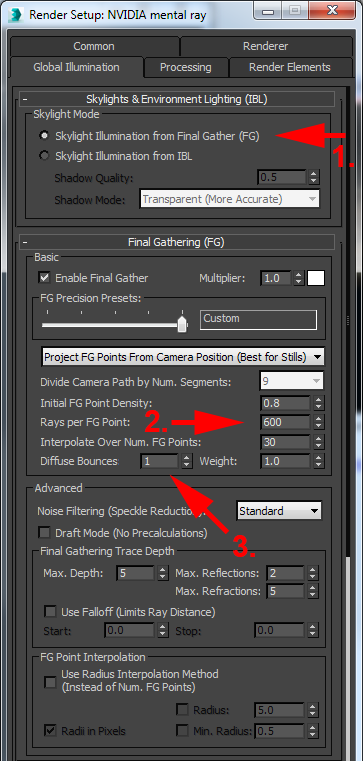 Render Setup: NVIDIA mental ray
Common Renderer
Global Illumination Processing Render Elements
- Skylights & Environment Lighting (IBL)
Skylight Mode
Skylight Illumination from Final Gather (FG)
1.
Skylight Illumination from IBL
Shadow Quality: 0.5
Shadow Mode: Transparent (More Accurate)
- Final Gathering (FG)
Basic
Enable Final Gather Multiplier: 1.0
FG Precision Presets:
Custom
Project FG Points From Camera Position (Best for Stills)
Divide Camera Path by Num. Segments: 9
Initial FG Point Density: 0.8
Rays per FG Point: 2. 600
Interpolate Over Num. FG Points: 30
Diffuse Bounces 1 Weight: 1.0
Advanced
Noise Filtering (Speckle Reduction): Standard
3.
Draft Mode (No Precalculations)
Final Gathering Trace Depth
Max. Depth: 5 Max. Reflections: 2
Max. Refractions: 5
Use Falloff (Limits Ray Distance)
Start: 0.0 Stop: 0.0
FG Point Interpolation
Use Radius Interpolation Method
(Instead of Num. FG Points)
Radius: 5.0
Radii in Pixels Min. Radius: 0.5